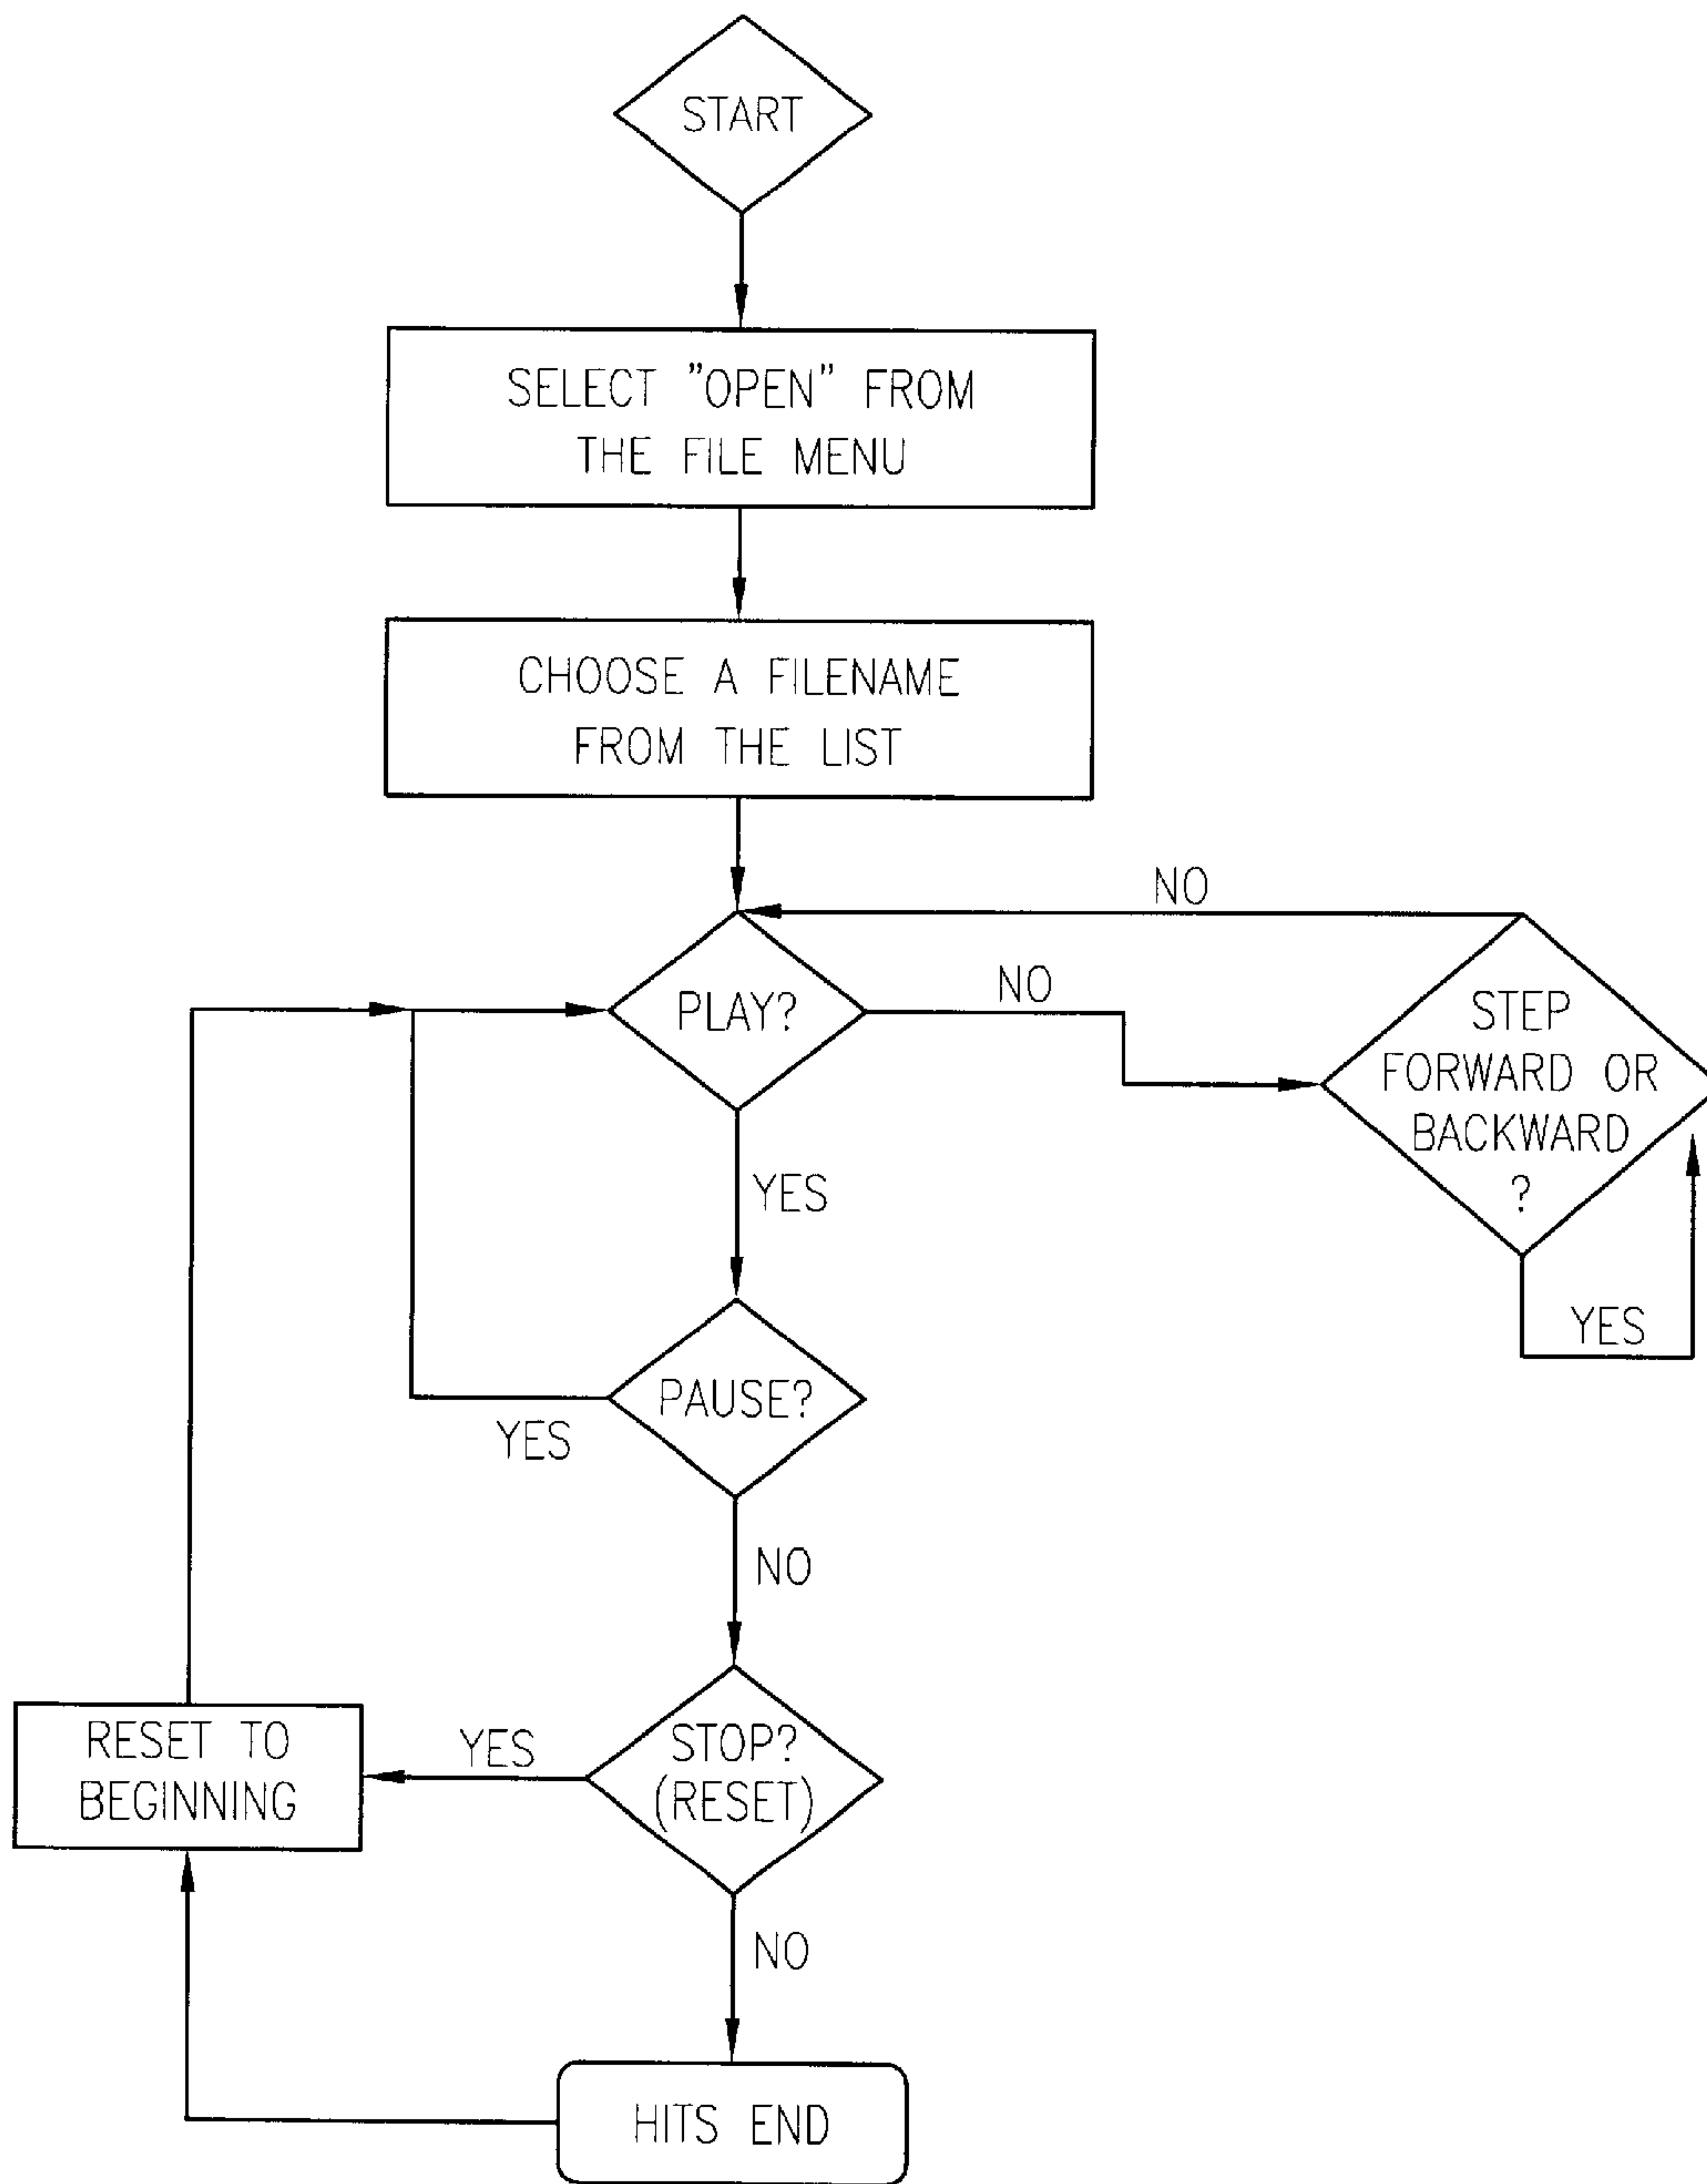 START
SELECT "OPEN" FROM
THE FILE MENU
CHOOSE A FILENAME
FROM THE LIST
NO
PLAY?
NO
STEP
FORWARD OR
BACKWARD
?
YES
YES
PAUSE?
YES
NO
STOP?
(RESET)
YES
RESET TO
BEGINNING
NO
HITS END